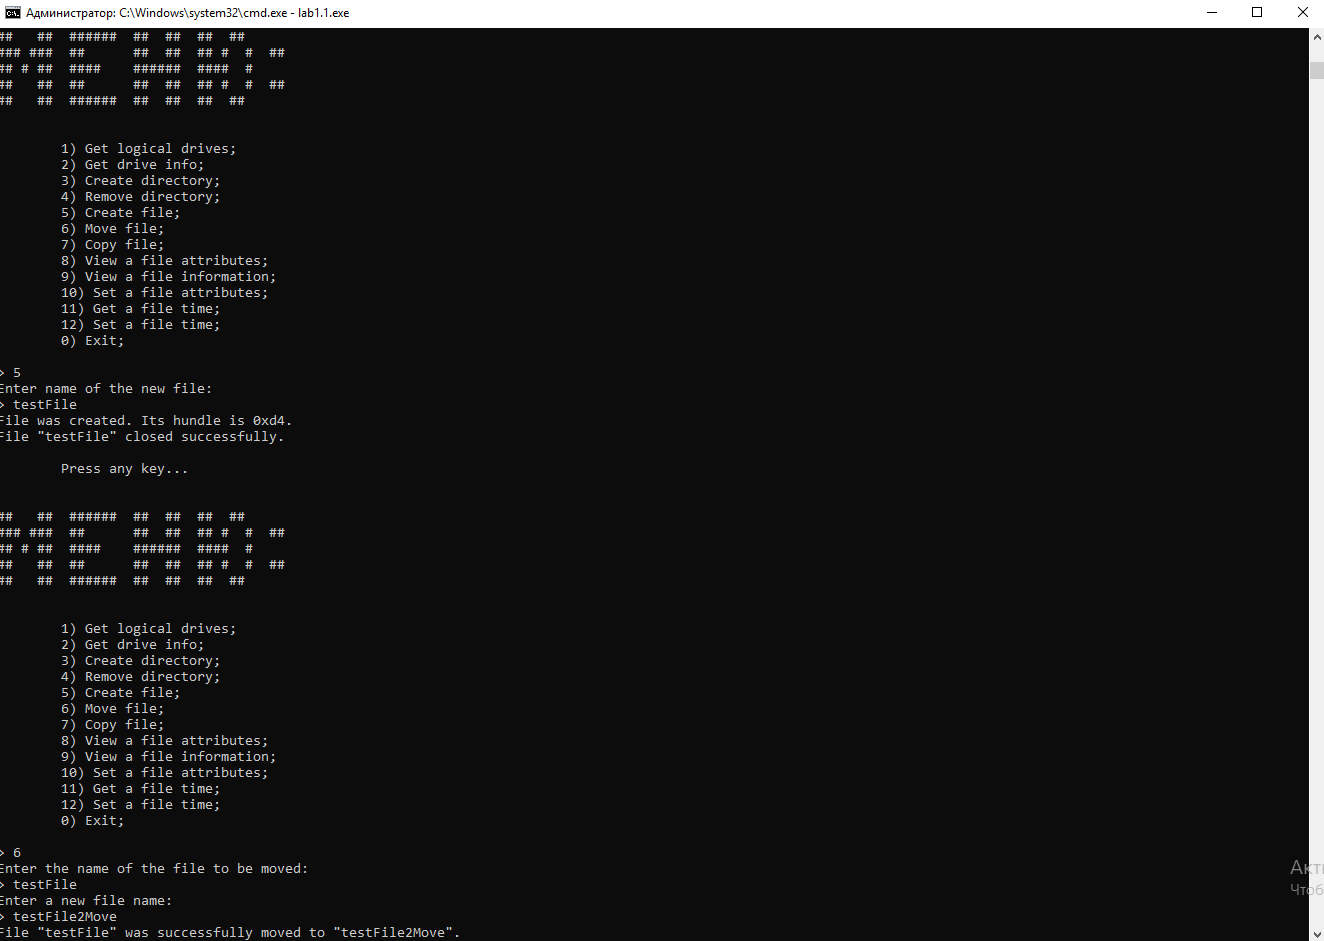 Администратор: C:\Windows\system32\cmd.exe - lab1.1.exe
##   ##  ######  ##  ##  ##  ##
### ###  ##      ##  ##  ## #  #  ##
## # ##  ####    ######  ####  #
##   ##  ##      ##  ##  ## #  #  ##
##   ##  ######  ##  ##  ##  ##
1) Get logical drives;
2) Get drive info;
3) Create directory;
4) Remove directory;
5) Create file;
6) Move file;
7) Copy file;
8) View a file attributes;
9) View a file information;
10) Set a file attributes;
11) Get a file time;
12) Set a file time;
0) Exit;
> 5
Enter name of the new file:
> testFile
File was created. Its hundle is 0xd4.
File "testFile" closed successfully.
Press any key...
##   ##  ######  ##  ##  ##  ##
### ###  ##      ##  ##  ## #  #  ##
## # ##  ####    ######  ####  #
##   ##  ##      ##  ##  ## #  #  ##
##   ##  ######  ##  ##  ##  ##
1) Get logical drives;
2) Get drive info;
3) Create directory;
4) Remove directory;
5) Create file;
6) Move file;
7) Copy file;
8) View a file attributes;
9) View a file information;
10) Set a file attributes;
11) Get a file time;
12) Set a file time;
0) Exit;
> 6
Enter the name of the file to be moved:
> testFile
Enter a new file name:
> testFile2Move
File "testFile" was successfully moved to "testFile2Move".